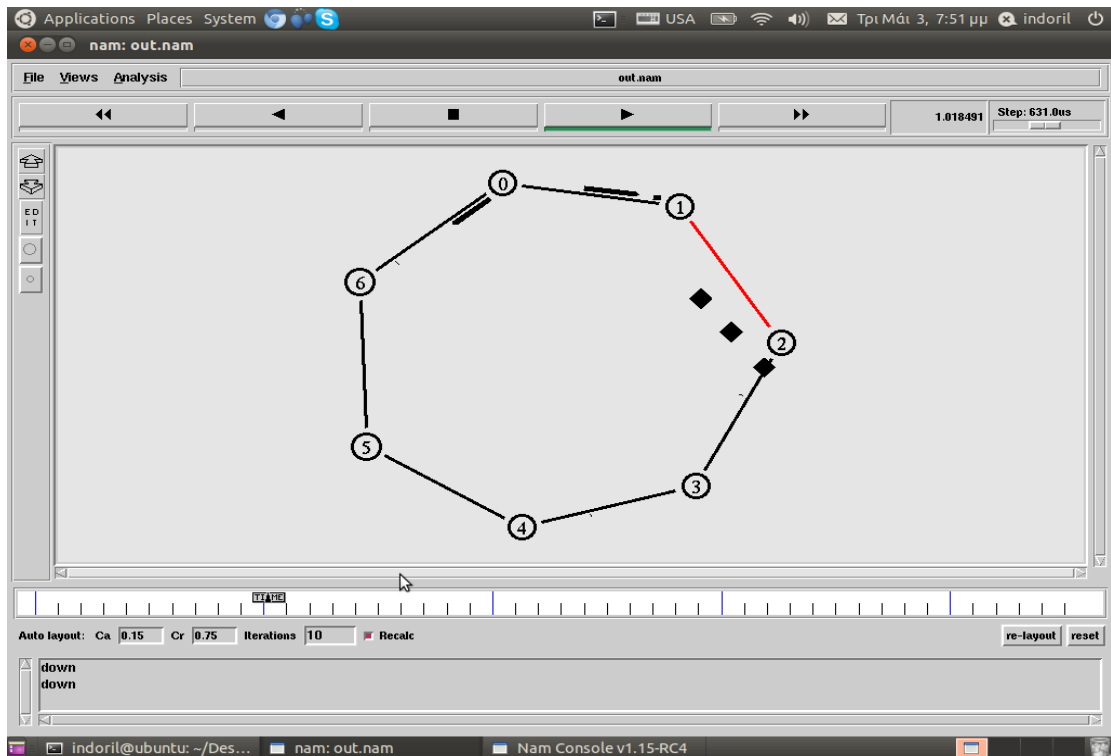 Applications Places System USA Τρι Μάι 3, 7:51 μμ indoril
nam: out.nam
File Views Analysis out.nam
1.018491 Step: 631.0us
E D
I T
0
1
6
2
5
3
4
TIME
Auto layout: Ca 0.15 Cr 0.75 Iterations 10 Recalc re-layout reset
down
down
indoril@ubuntu: ~/Des... nam: out.nam Nam Console v1.15-RC4